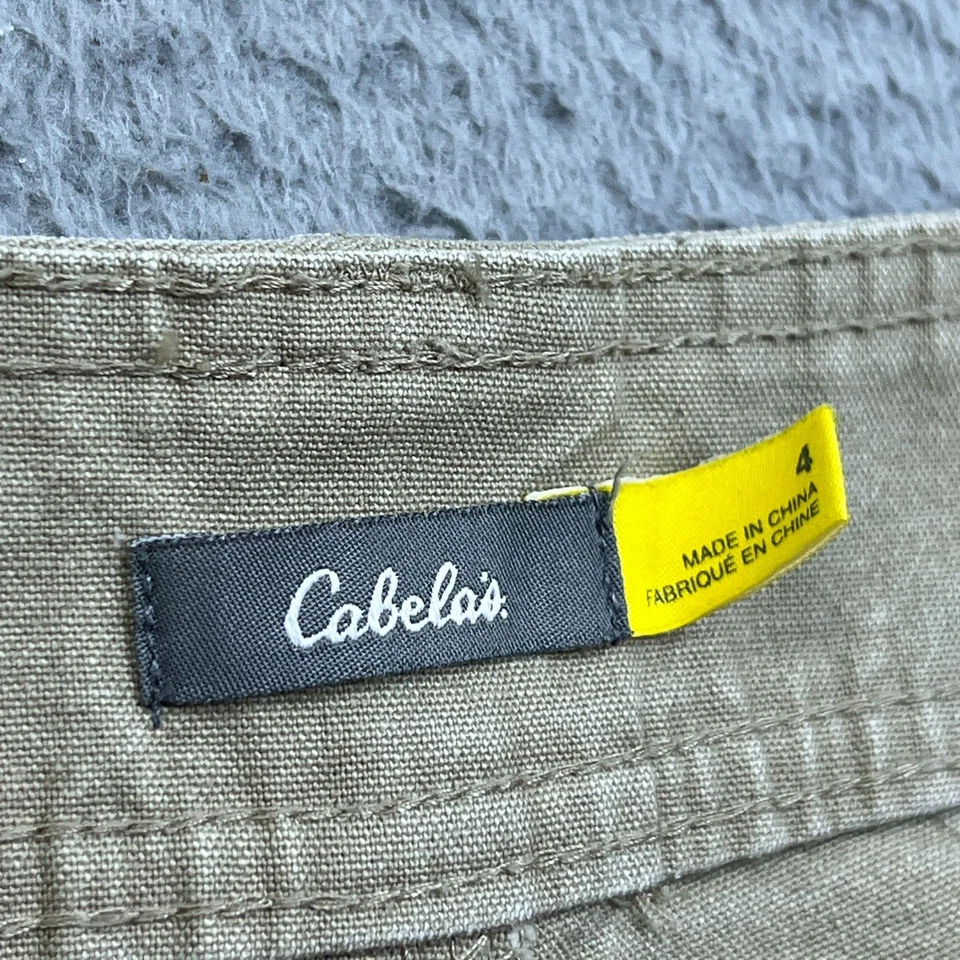 Cabela's.
4
MADE IN CHINA
FABRIQUÉ EN CHINE